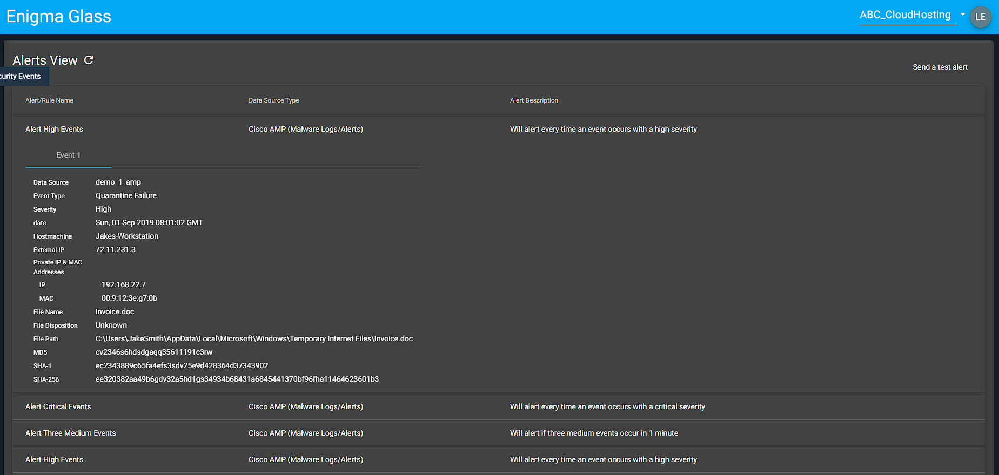 Enigma Glass
ABC_CloudHosting
LE
Alerts View
curity Events
Send a test alert
Alert/Rule Name Data Source Type Alert Description
Alert High Events Cisco AMP (Malware Logs/Alerts) Will alert every time an event occurs with a high severity
Event 1
Data Source demo_1_amp
Event Type Quarantine Failure
Severity High
date Sun, 01 Sep 2019 08:01:02 GMT
Hostmachine Jakes-Workstation
External IP 72.11.231.3
Private IP & MAC
Addresses
IP 192.168.22.7
MAC 00:9:12:3e:g7:0b
File Name Invoice.doc
File Disposition Unknown
File Path C:\Users\JakeSmith\AppData\Local\Microsoft\Windows\Temporary Internet Files\Invoice.doc
MD5 cv2346s6hdsdgaqq35611191c3rw
SHA-1 ec2343889c65fa4efs3sdv25e9d428364d37343902
SHA-256 ee320382aa49b6gdv32a5hd1gs34934b68431a6845441370bf96fha11464623601b3
Alert Critical Events Cisco AMP (Malware Logs/Alerts) Will alert every time an event occurs with a critical severity
Alert Three Medium Events Cisco AMP (Malware Logs/Alerts) Will alert if three medium events occur in 1 minute
Alert High Events Cisco AMP (Malware Logs/Alerts) Will alert every time an event occurs with a high severity